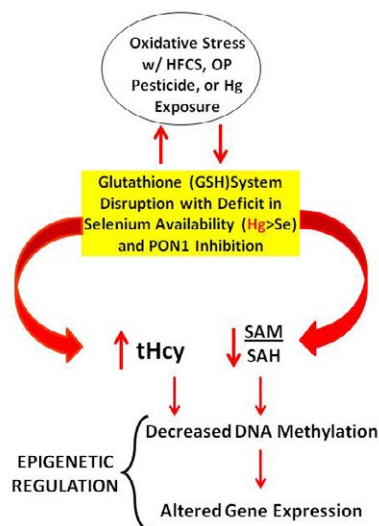 Oxidative Stress
w/ HFCS, OP
Pesticide, or Hg
Exposure
Glutathione (GSH)System
Disruption with Deficit in
Selenium Availability (Hg>Se)
and PON1 Inhibition
tHcy
SAM
SAH
Decreased DNA Methylation
EPIGENETIC
REGULATION
Altered Gene Expression